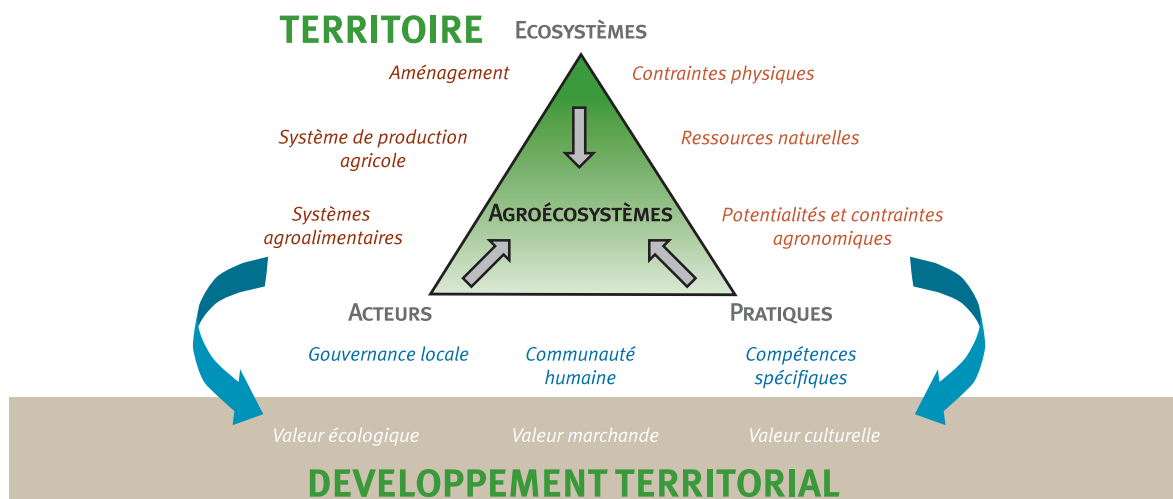 TERRITOIRE
ECOSYSTÈMES
Aménagement
Contraintes physiques
Système de production
agricole
Ressources naturelles
Systèmes
agroalimentaires
AGROÉCOSYSTÈMES
Potentialités et contraintes
agronomiques
ACTEURS
PRATIQUES
Gouvernance locale
Communauté
humaine
Compétences
spécifiques
Valeur écologique
Valeur marchande
Valeur culturelle
DEVELOPPEMENT TERRITORIAL